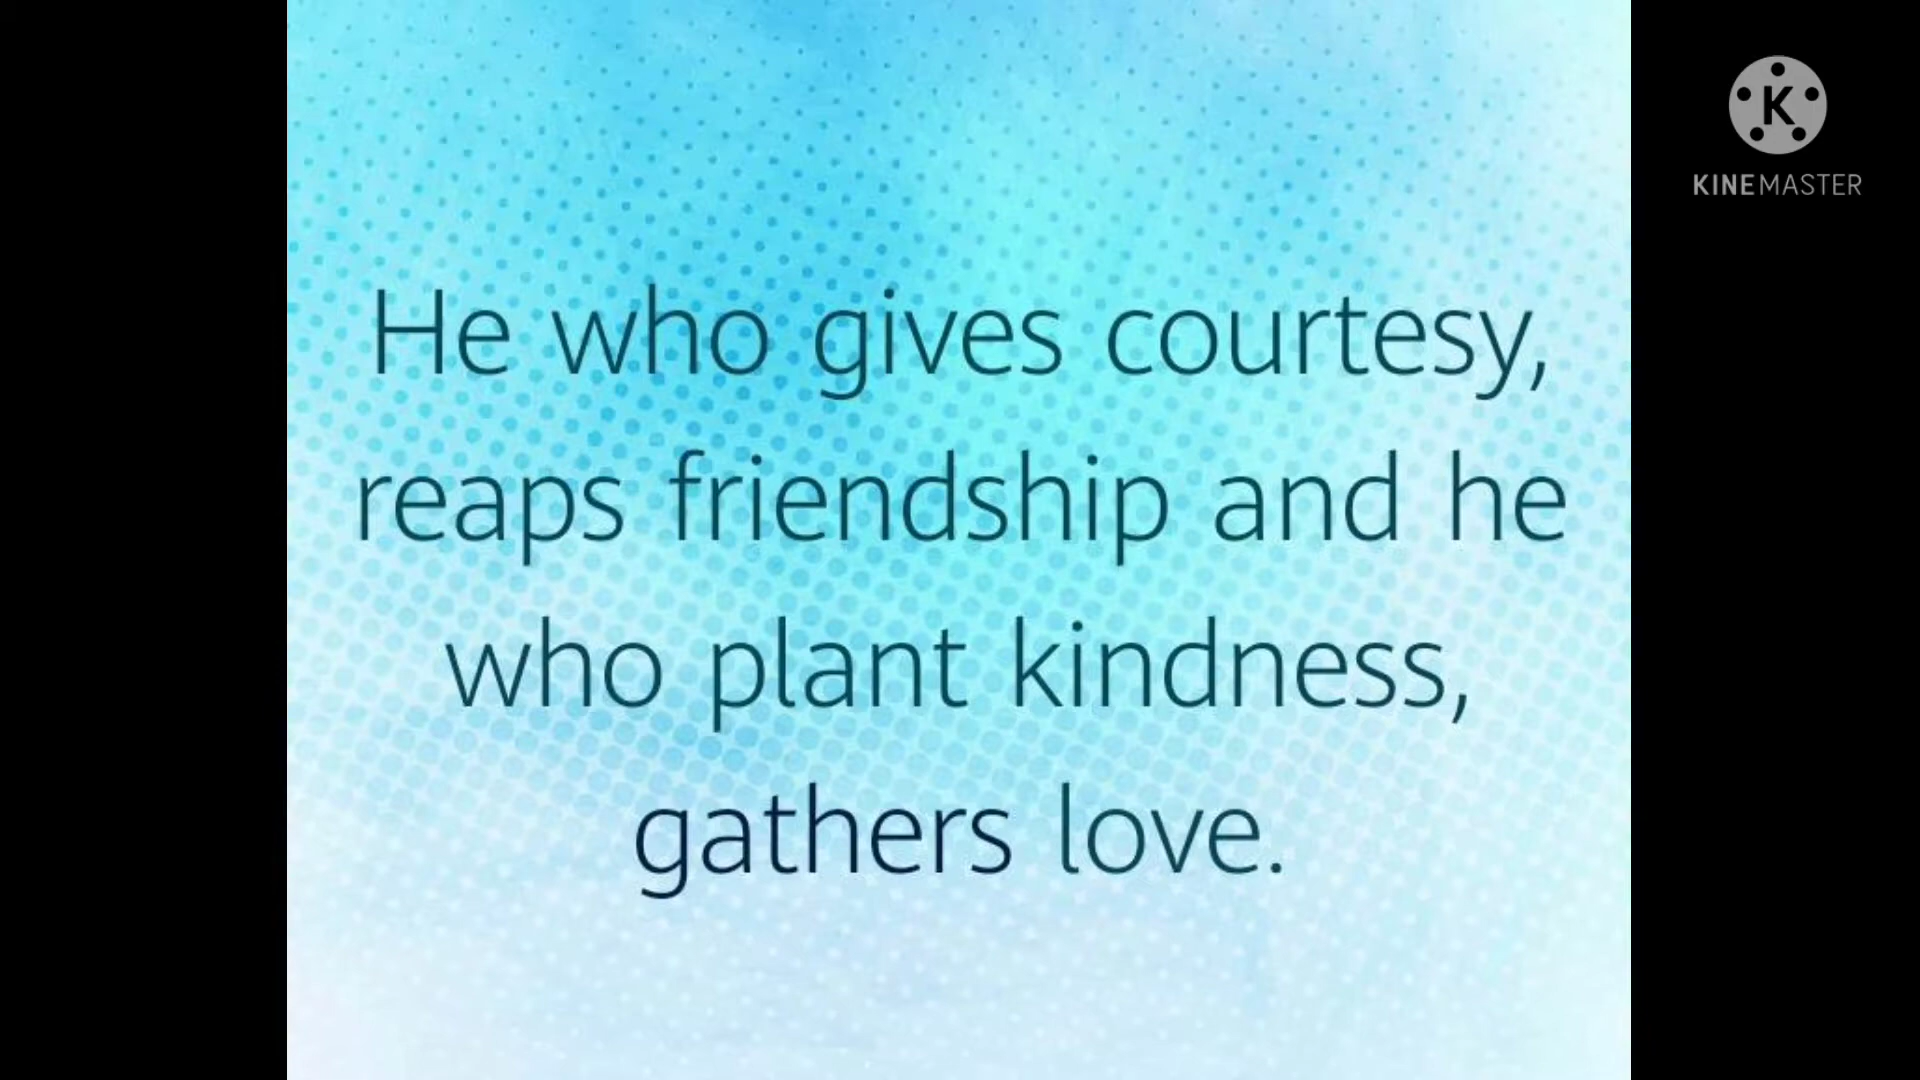 He who gives courtesy,
reaps friendship and he
who plant kindness,
gathers love.
K
KINEMASTER